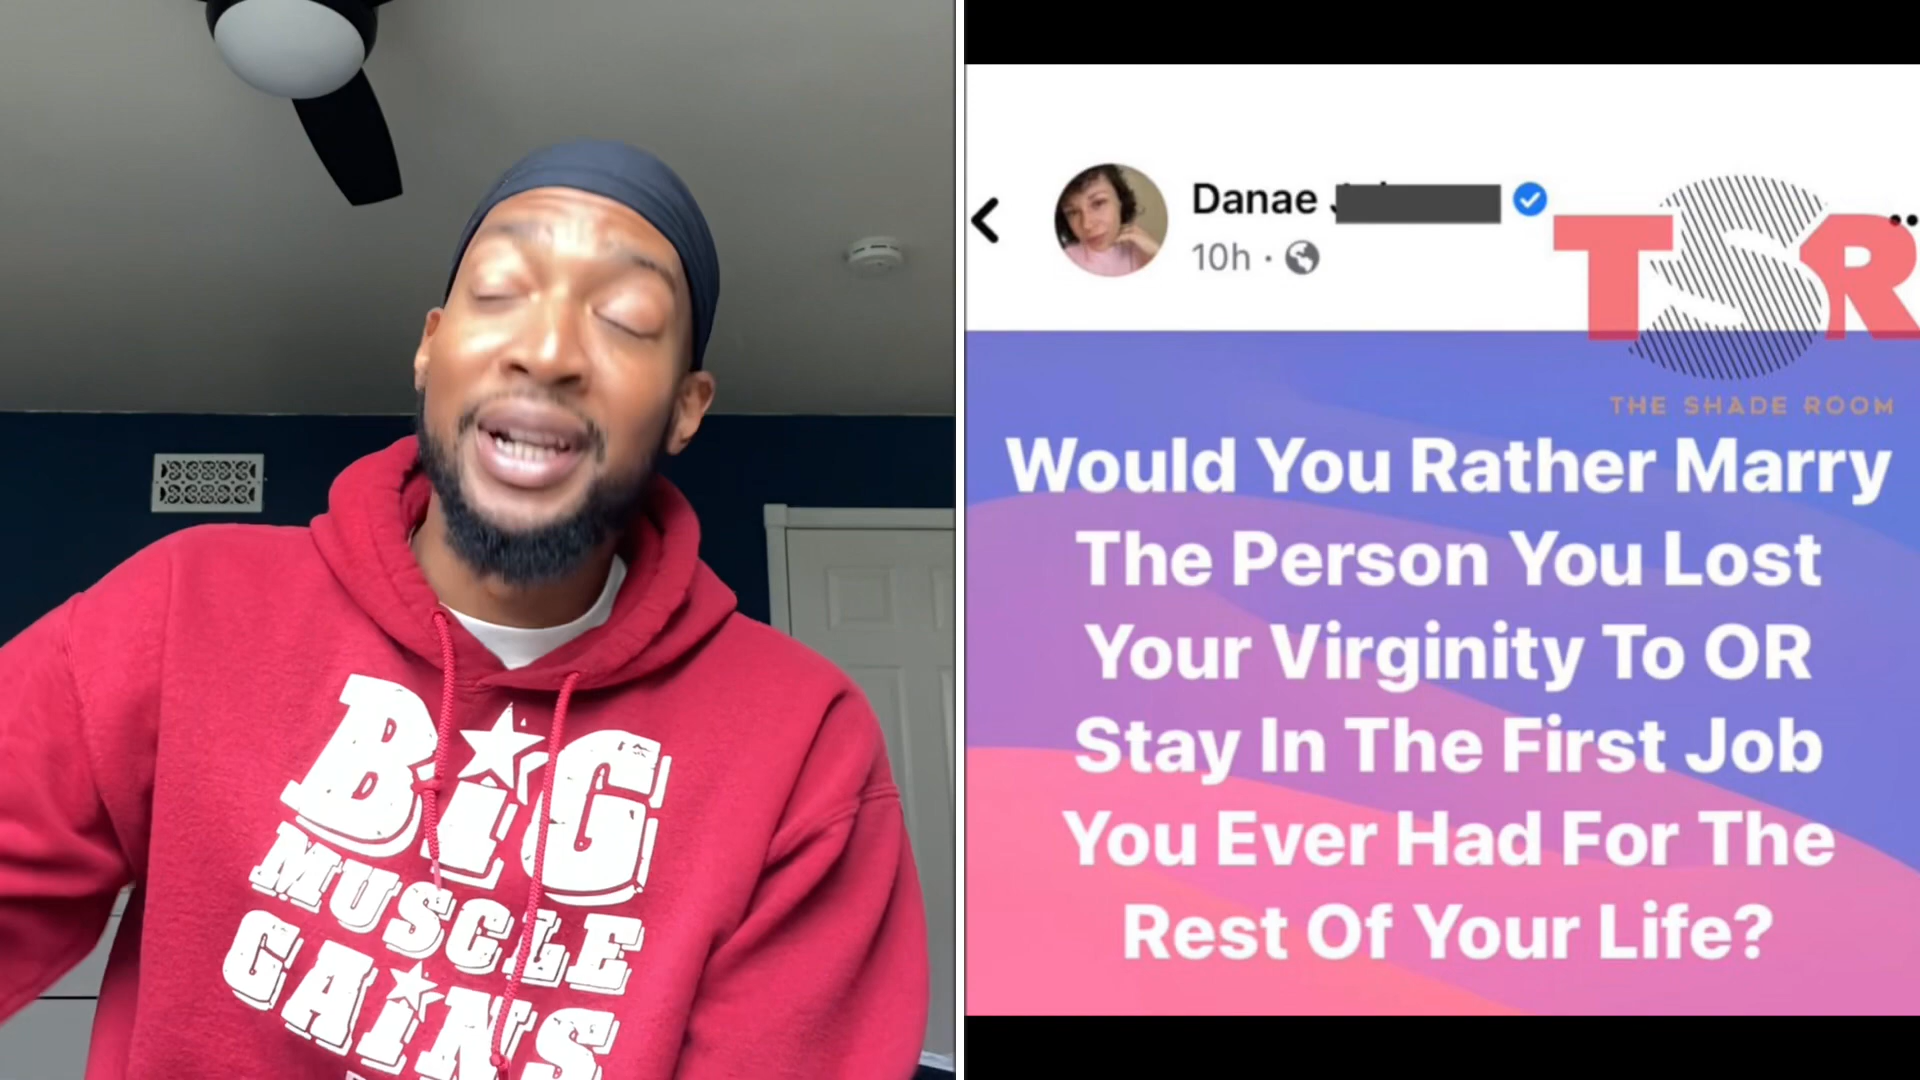 BiG
MUSCLE
GAiNS
Danae
10h ·
TSR
THE SHADE ROOM
Would You Rather Marry
The Person You Lost
Your Virginity To OR
Stay In The First Job
You Ever Had For The
Rest Of Your Life?